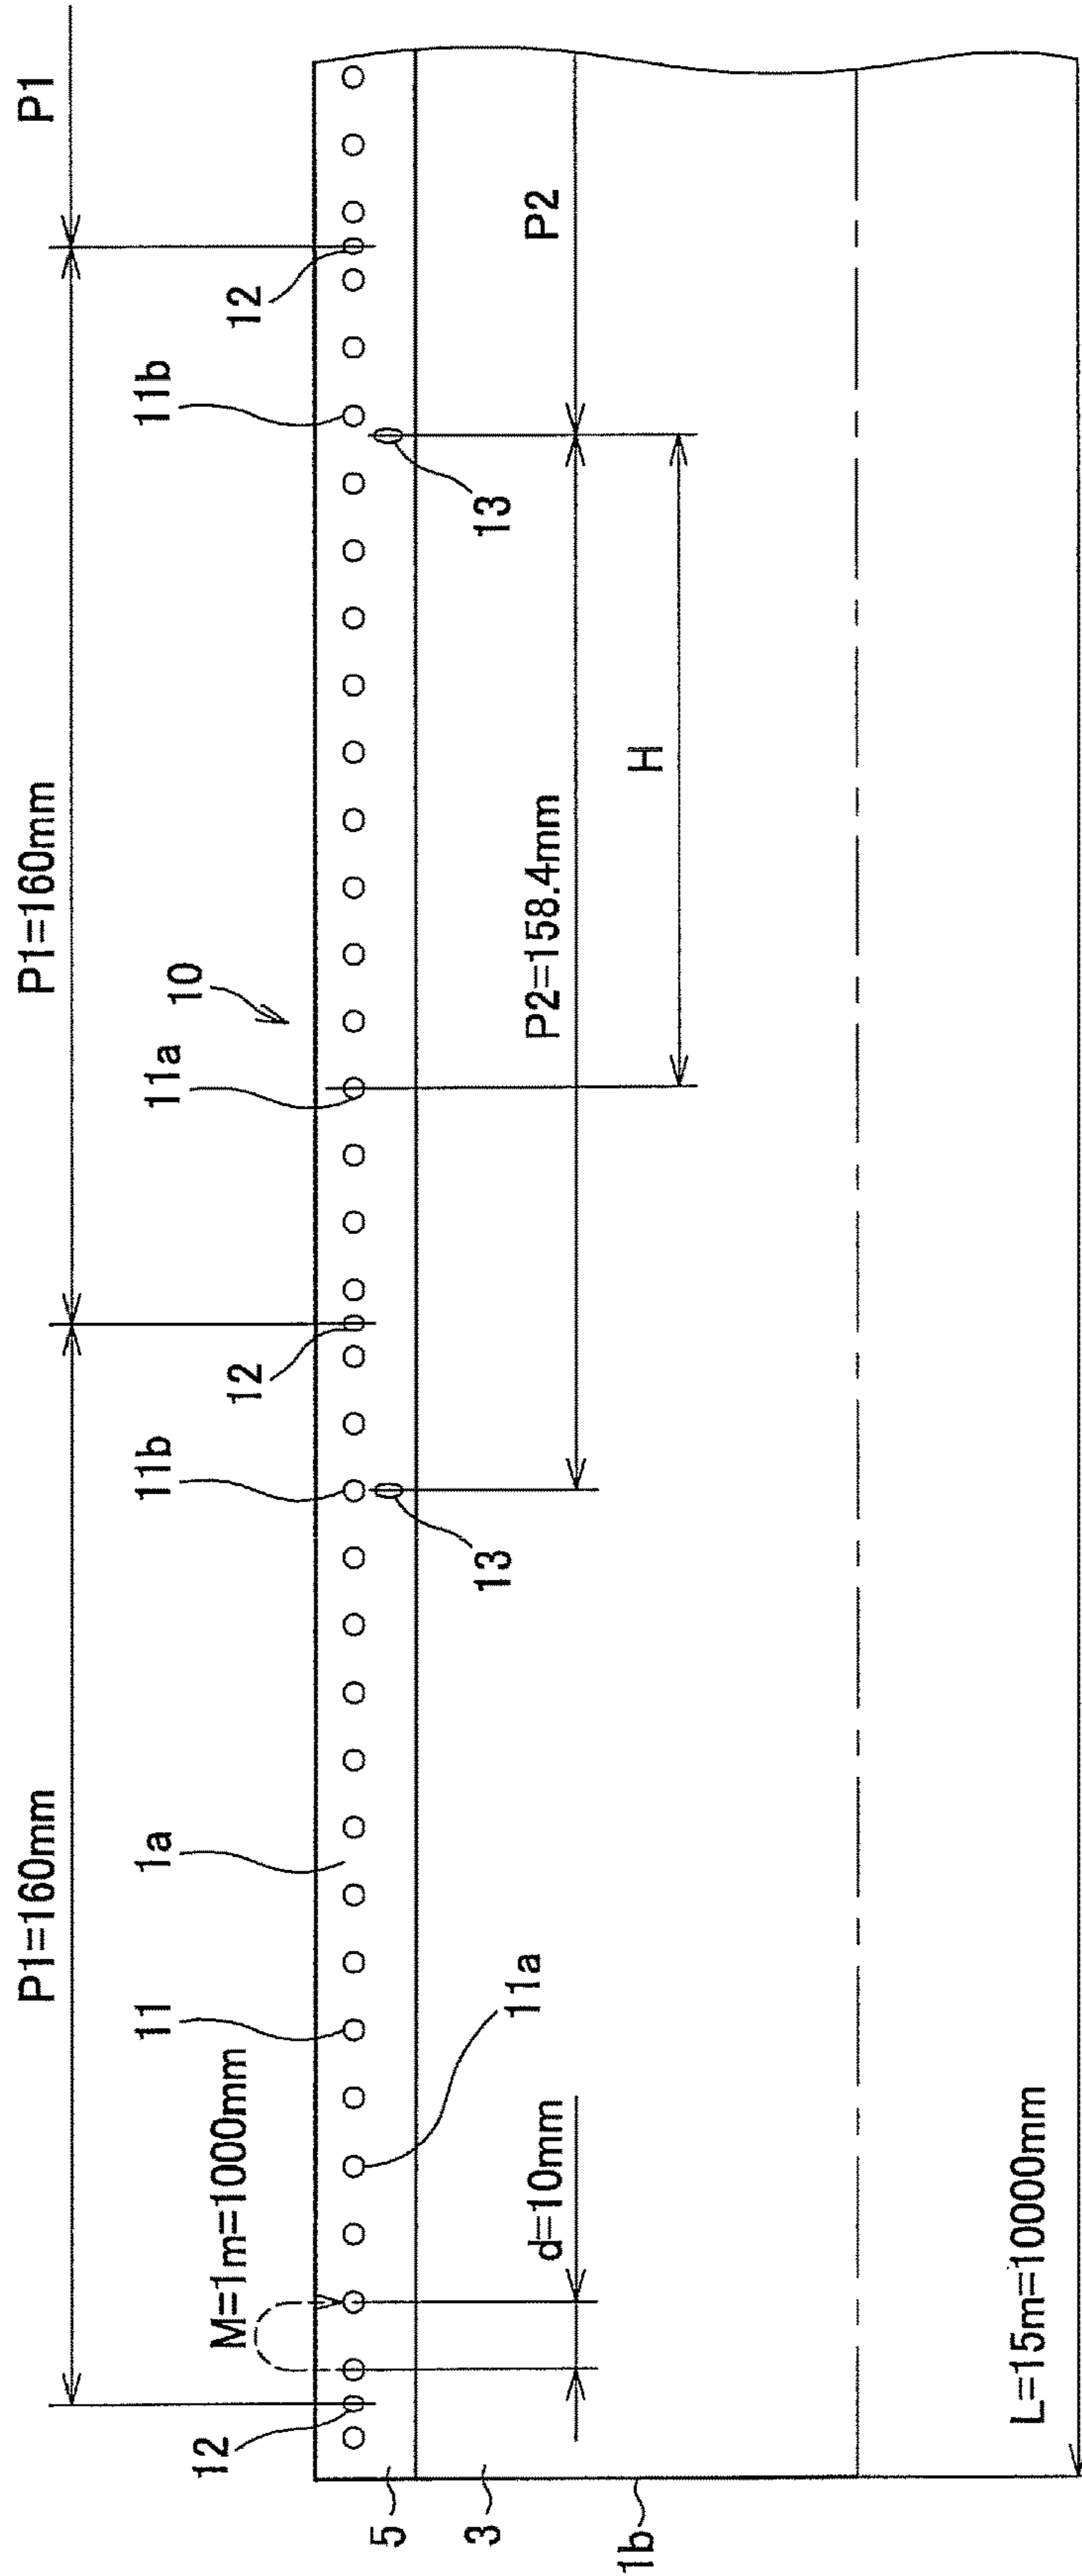 P1=160mm
P1=160mm
P1
M=1m=1000mm
11
1a
11b
12
11a
10
11b
12
12
11a
13
13
d=10mm
P2=158.4mm
P2
H
5
3
1b
L=15m=10000mm